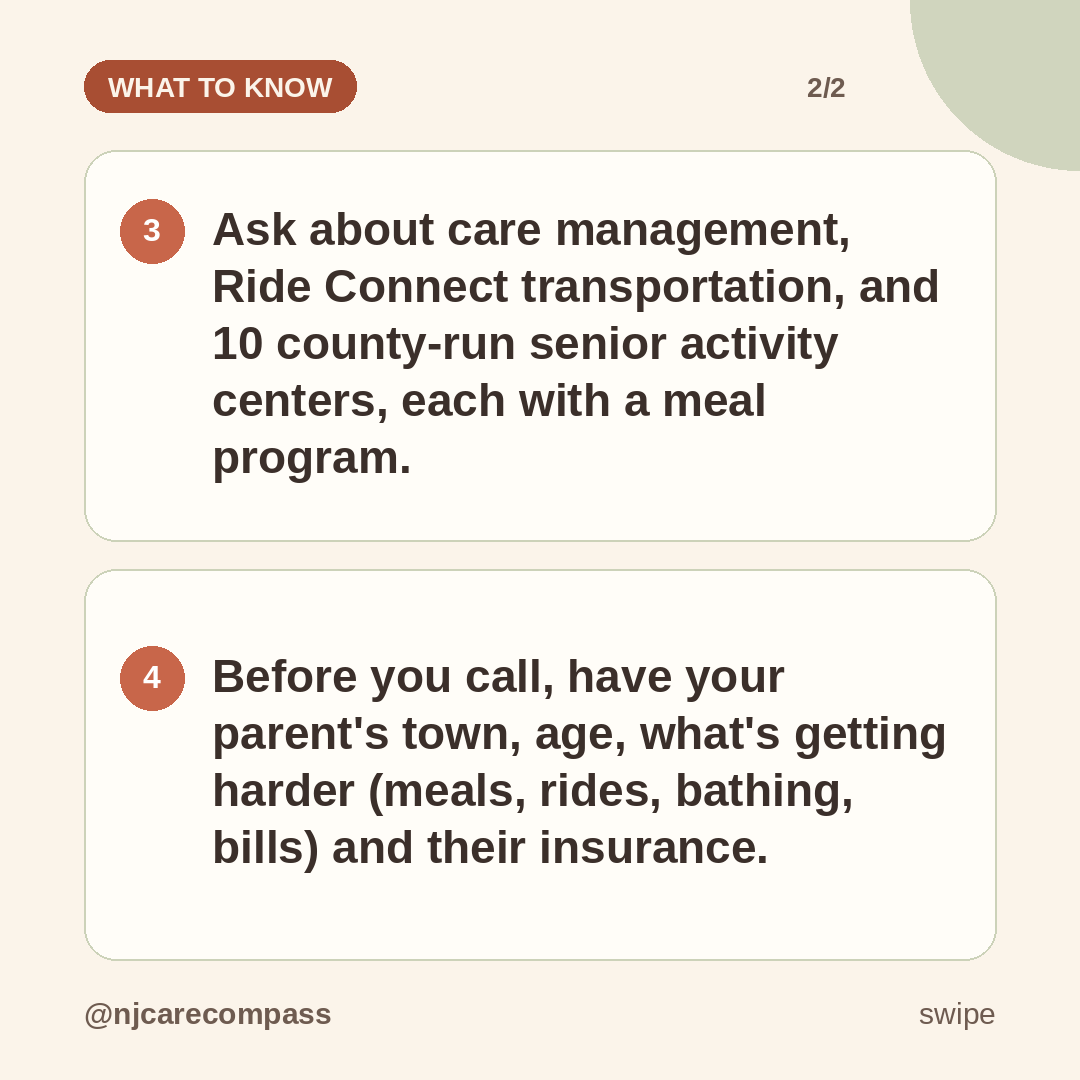 WHAT TO KNOW
2/2
3
Ask about care management,
Ride Connect transportation, and
10 county-run senior activity
centers, each with a meal
program.
4
Before you call, have your
parent's town, age, what's getting
harder (meals, rides, bathing,
bills) and their insurance.
@njcarecompass
swipe